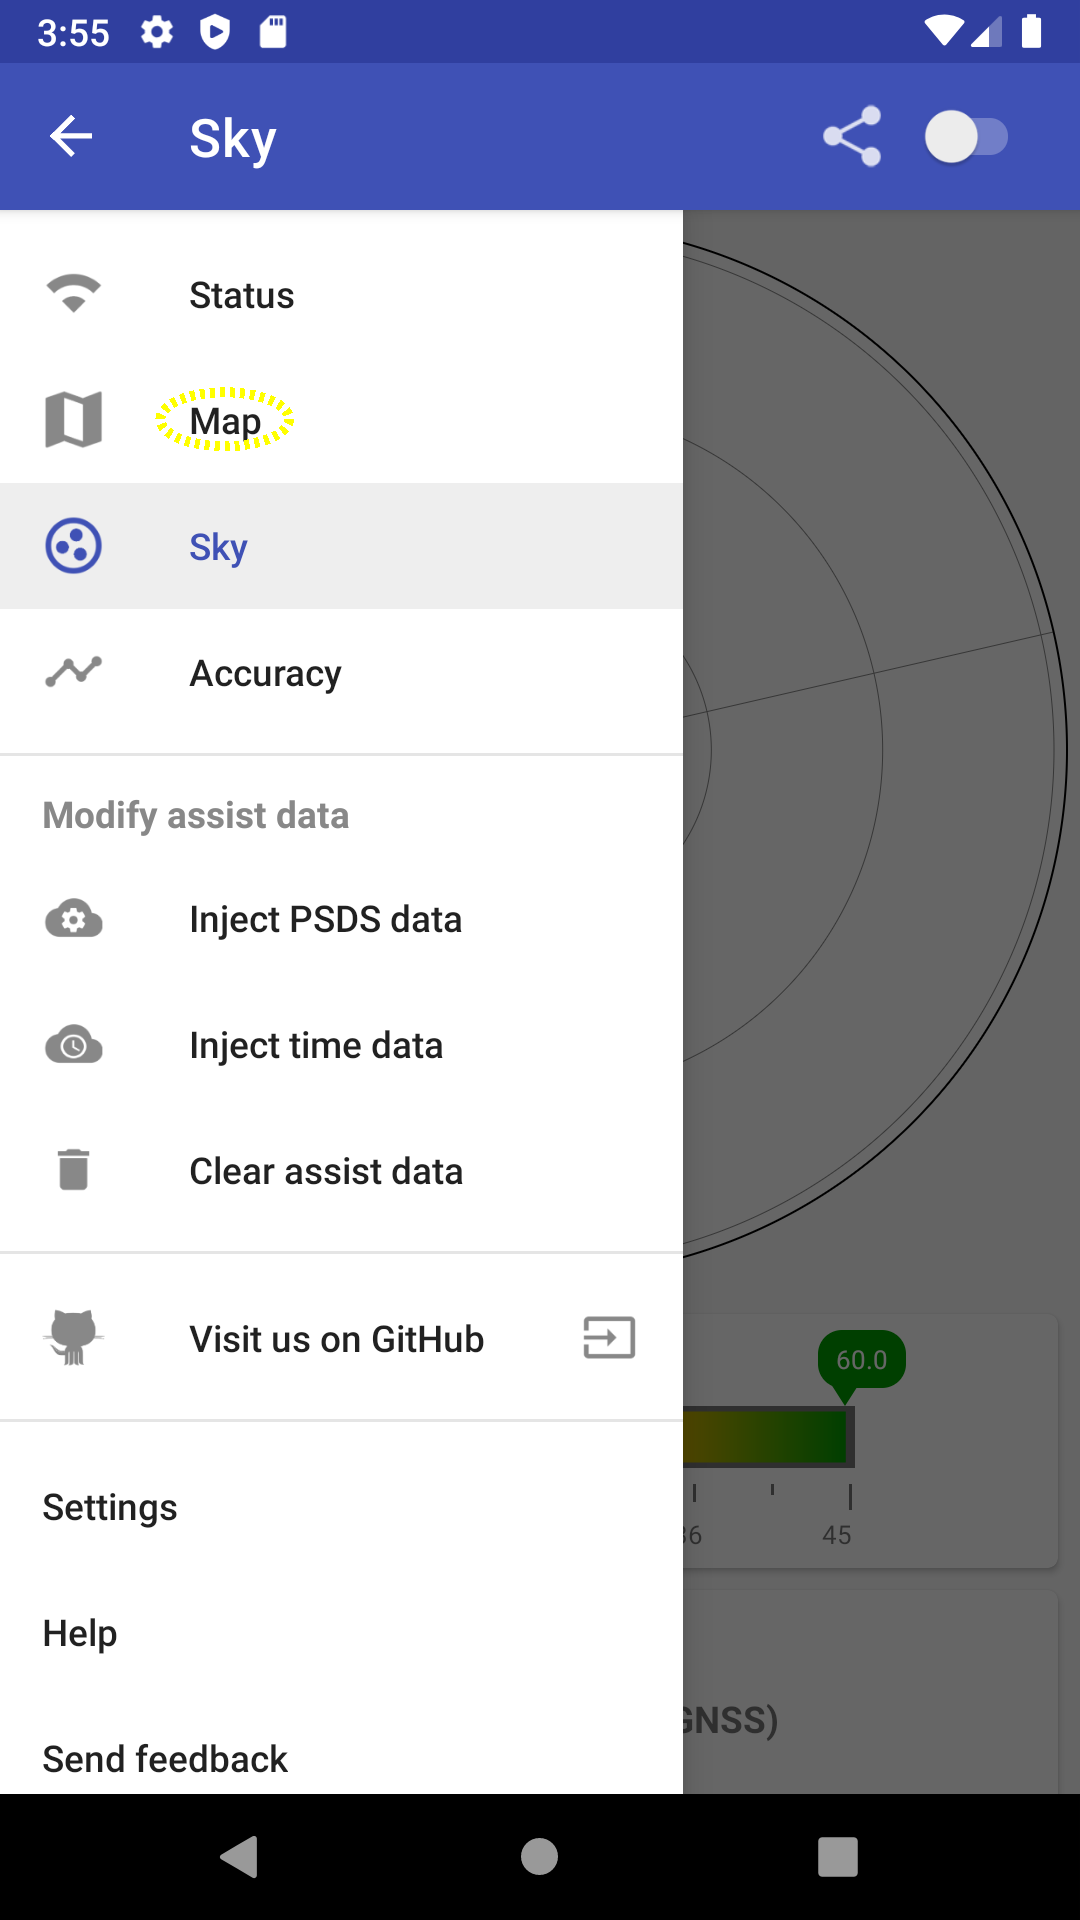 3:55
Sky
Status
Map
Sky
Accuracy
Modify assist data
Inject PSDS data
Inject time data
Clear assist data
Visit us on GitHub
60.0
36 45
Settings
Help
GNSS)
Send feedback